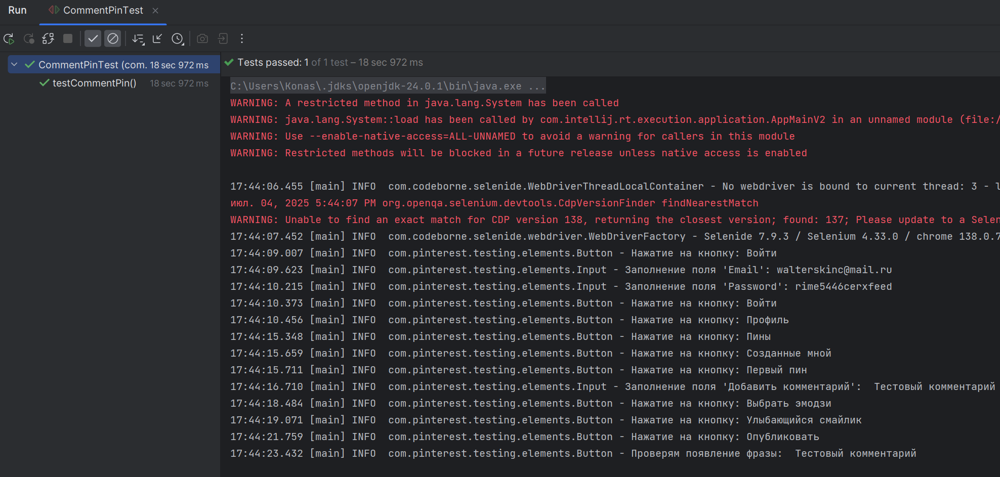 Run CommentPinTest
CommentPinTest (com. 18 sec 972 ms
testCommentPin() 18 sec 972 ms
Tests passed: 1 of 1 test – 18 sec 972 ms
C:\Users\Konas\.jdks\openjdk-24.0.1\bin\java.exe ...
WARNING: A restricted method in java.lang.System has been called
WARNING: java.lang.System::load has been called by com.intellij.rt.execution.application.AppMainV2 in an unnamed module (file:/
WARNING: Use --enable-native-access=ALL-UNNAMED to avoid a warning for callers in this module
WARNING: Restricted methods will be blocked in a future release unless native access is enabled
17:44:06.455 [main] INFO  com.codeborne.selenide.WebDriverThreadLocalContainer - No webdriver is bound to current thread: 3 - l
июл. 04, 2025 5:44:07 PM org.openqa.selenium.devtools.CdpVersionFinder findNearestMatch
WARNING: Unable to find an exact match for CDP version 138, returning the closest version; found: 137; Please update to a Selen
17:44:07.452 [main] INFO  com.codeborne.selenide.webdriver.WebDriverFactory - Selenide 7.9.3 / Selenium 4.33.0 / chrome 138.0.7
17:44:09.007 [main] INFO  com.pinterest.testing.elements.Button - Нажатие на кнопку: Войти
17:44:09.623 [main] INFO  com.pinterest.testing.elements.Input - Заполнение поля 'Email': walterskinc@mail.ru
17:44:10.215 [main] INFO  com.pinterest.testing.elements.Input - Заполнение поля 'Password': rime5446cerxfeed
17:44:10.373 [main] INFO  com.pinterest.testing.elements.Button - Нажатие на кнопку: Войти
17:44:10.456 [main] INFO  com.pinterest.testing.elements.Button - Нажатие на кнопку: Профиль
17:44:15.348 [main] INFO  com.pinterest.testing.elements.Button - Нажатие на кнопку: Пины
17:44:15.659 [main] INFO  com.pinterest.testing.elements.Button - Нажатие на кнопку: Созданные мной
17:44:15.711 [main] INFO  com.pinterest.testing.elements.Button - Нажатие на кнопку: Первый пин
17:44:16.710 [main] INFO  com.pinterest.testing.elements.Input - Заполнение поля 'Добавить комментарий':  Тестовый комментарий
17:44:18.484 [main] INFO  com.pinterest.testing.elements.Button - Нажатие на кнопку: Выбрать эмодзи
17:44:19.071 [main] INFO  com.pinterest.testing.elements.Button - Нажатие на кнопку: Улыбающийся смайлик
17:44:21.759 [main] INFO  com.pinterest.testing.elements.Button - Нажатие на кнопку: Опубликовать
17:44:23.432 [main] INFO  com.pinterest.testing.elements.Button - Проверям появление фразы:  Тестовый комментарий